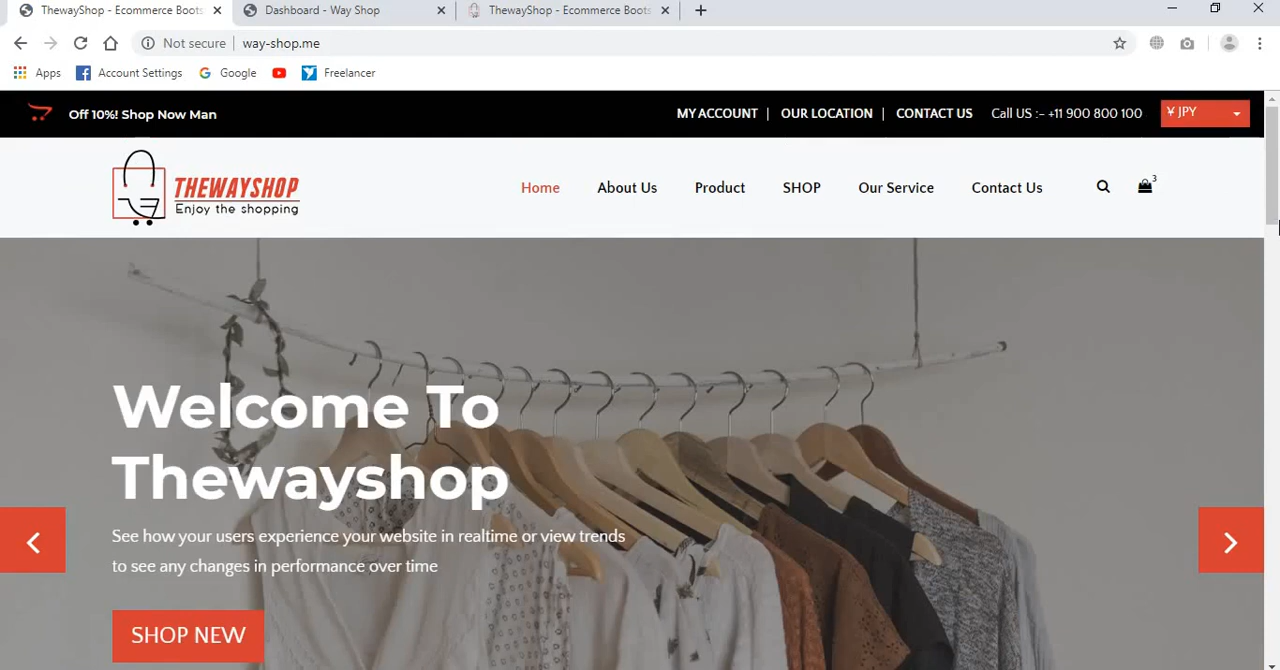 ThewayShop - Ecommerce Boots
Dashboard - Way Shop
ThewayShop - Ecommerce Boots
Not secure
way-shop.me
Apps
Account Settings
Google
Freelancer
Off 10%! Shop Now Man
MY ACCOUNT | OUR LOCATION | CONTACT US
Call US :- +11 900 800 100
¥ JPY
THEWAYSHOP
Enjoy the shopping
Home
About Us
Product
SHOP
Our Service
Contact Us
3
Welcome To
Thewayshop
See how your users experience your website in realtime or view trends
to see any changes in performance over time
SHOP NEW